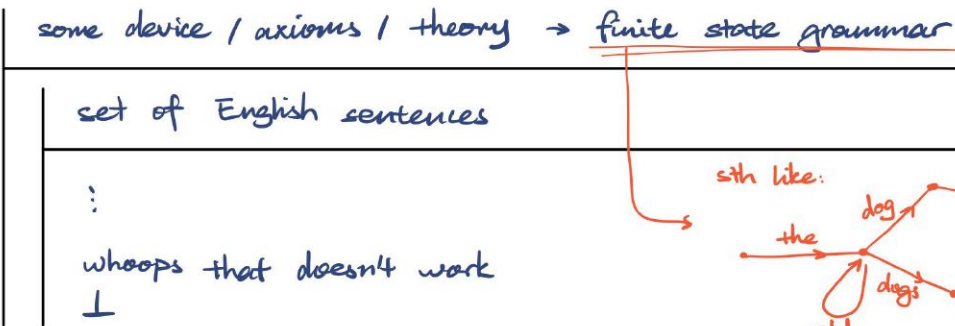 some device / axioms / theory → finite state grammar
set of English sentences
⋮
whoops that doesn't work
⊥
sth like:
the
dog
dogs